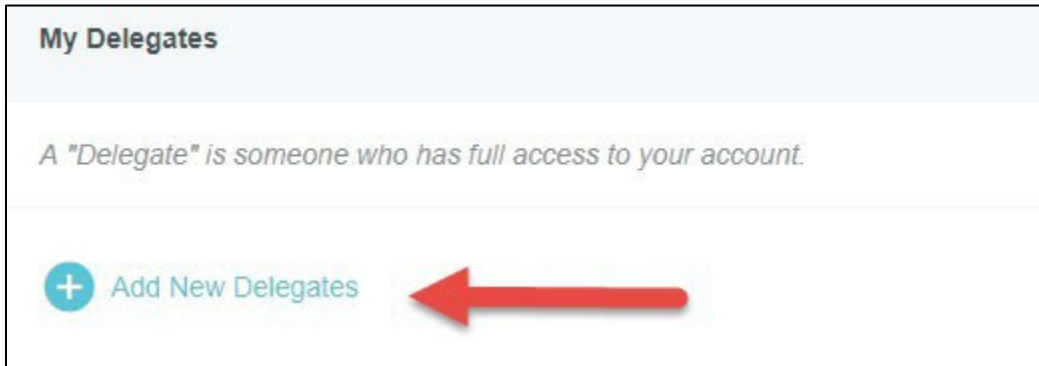 My Delegates
A "Delegate" is someone who has full access to your account.
Add New Delegates